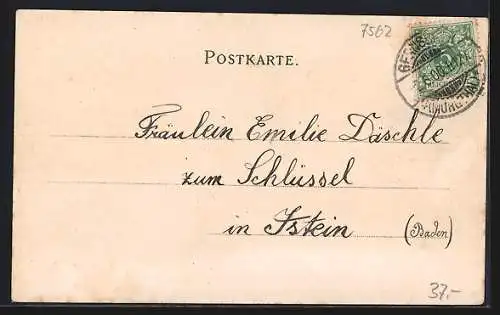 7562
POSTKARTE.
Fräulein Emilie Däschle
zum Schlüssel
in Istein (Baden)
37.-